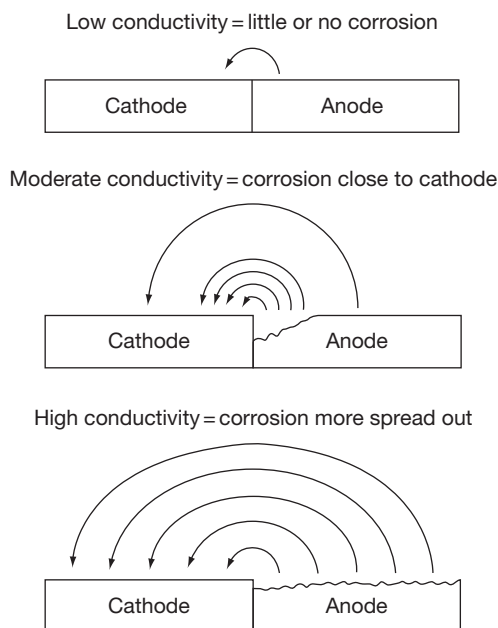 Low conductivity = little or no corrosion
Cathode Anode
Moderate conductivity = corrosion close to cathode
Cathode Anode
High conductivity = corrosion more spread out
Cathode Anode